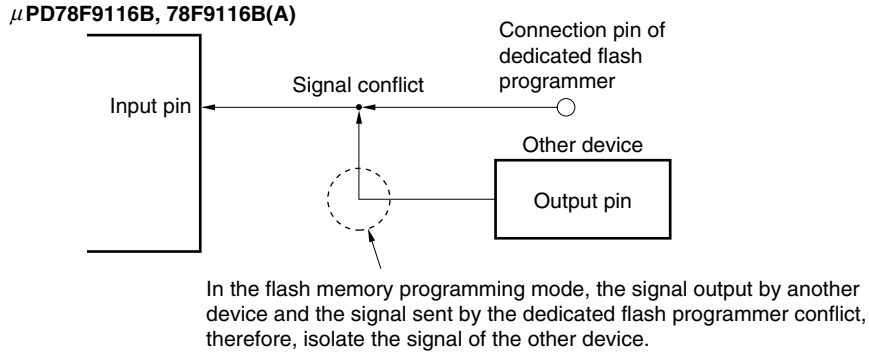 μPD78F9116B, 78F9116B(A)
Connection pin of
dedicated flash
programmer
Signal conflict
Input pin
Other device
Output pin
In the flash memory programming mode, the signal output by another
device and the signal sent by the dedicated flash programmer conflict,
therefore, isolate the signal of the other device.